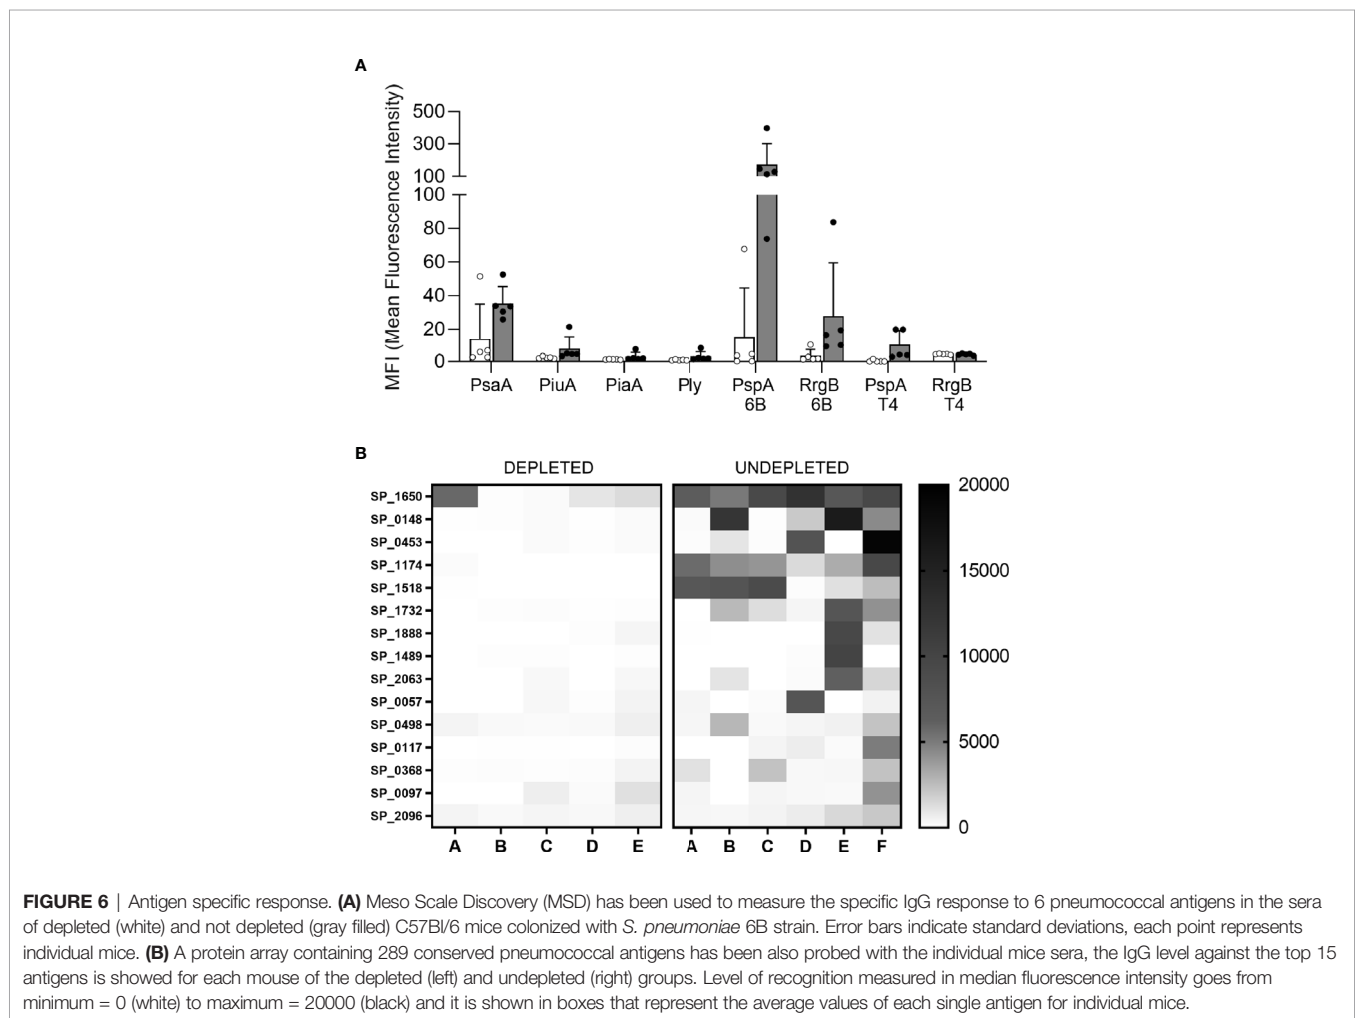 A
MFI (Mean Fluorescence Intensity)
500
300
100
100
80
60
40
20
0
PsaA PiuA PiaA Ply PspA 6B RrgB 6B PspA T4 RrgB T4
B
DEPLETED UNDEPLETED
SP_1650
SP_0148
SP_0453
SP_1174
SP_1518
SP_1732
SP_1888
SP_1489
SP_2063
SP_0057
SP_0498
SP_0117
SP_0368
SP_0097
SP_2096
A B C D E A B C D E F
20000
15000
10000
5000
0
FIGURE 6 | Antigen specific response. (A) Meso Scale Discovery (MSD) has been used to measure the specific IgG response to 6 pneumococcal antigens in the sera
of depleted (white) and not depleted (gray filled) C57Bl/6 mice colonized with S. pneumoniae 6B strain. Error bars indicate standard deviations, each point represents
individual mice. (B) A protein array containing 289 conserved pneumococcal antigens has been also probed with the individual mice sera, the IgG level against the top 15
antigens is showed for each mouse of the depleted (left) and undepleted (right) groups. Level of recognition measured in median fluorescence intensity goes from
minimum = 0 (white) to maximum = 20000 (black) and it is shown in boxes that represent the average values of each single antigen for individual mice.